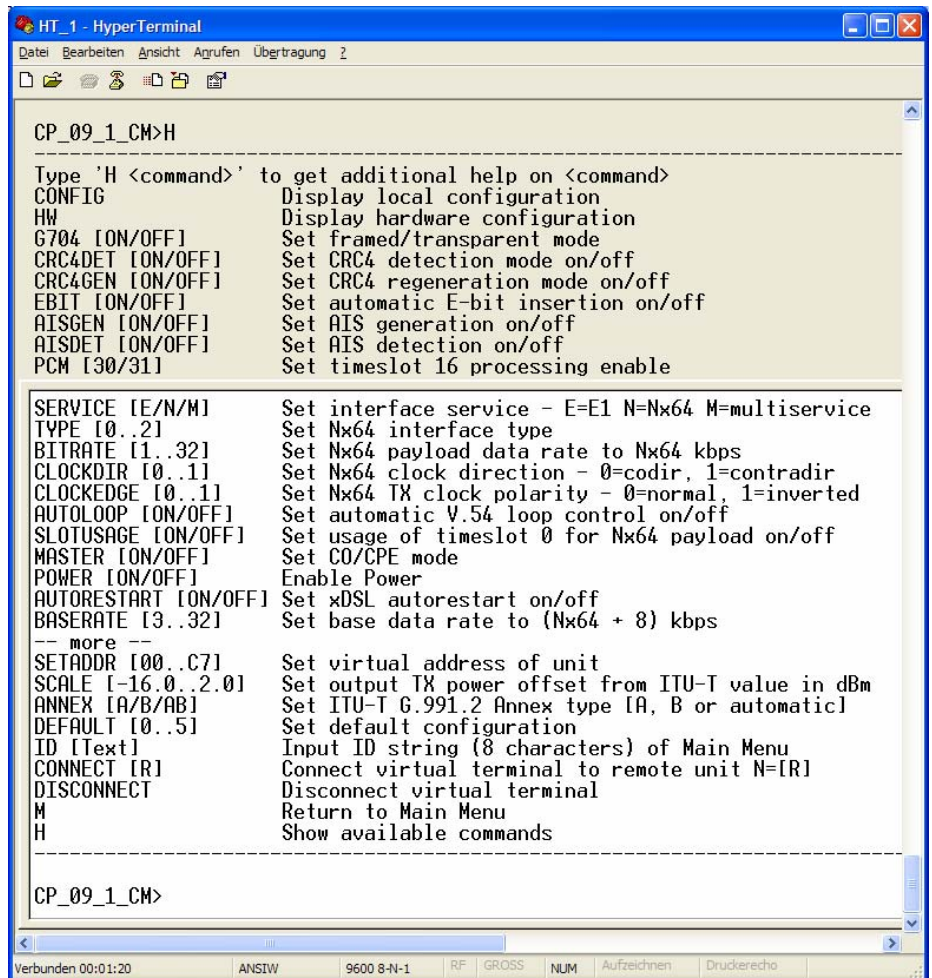 HT_1 - HyperTerminal
Datei Bearbeiten Ansicht Anrufen Übertragung ?
CP_09_1_CM>H
--------------------------------------------------------------------------------
Type 'H <command>' to get additional help on <command>
CONFIG Display local configuration
HW Display hardware configuration
G704 [ON/OFF] Set framed/transparent mode
CRC4DET [ON/OFF] Set CRC4 detection mode on/off
CRC4GEN [ON/OFF] Set CRC4 regeneration mode on/off
EBIT [ON/OFF] Set automatic E-bit insertion on/off
AISGEN [ON/OFF] Set AIS generation on/off
AISDET [ON/OFF] Set AIS detection on/off
PCM [30/31] Set timeslot 16 processing enable
SERVICE [E/N/M] Set interface service - E=E1 N=Nx64 M=multiservice
TYPE [0..2] Set Nx64 interface type
BITRATE [1..32] Set Nx64 payload data rate to Nx64 kbps
CLOCKDIR [0..1] Set Nx64 clock direction - 0=codir, 1=contradir
CLOCKEDGE [0..1] Set Nx64 TX clock polarity - 0=normal, 1=inverted
AUTOLOOP [ON/OFF] Set automatic V.54 loop control on/off
SLOTUSAGE [ON/OFF] Set usage of timeslot 0 for Nx64 payload on/off
MASTER [ON/OFF] Set CO/CPE mode
POWER [ON/OFF] Enable Power
AUTORESTART [ON/OFF] Set xDSL autorestart on/off
BASERATE [3..32] Set base data rate to (Nx64 + 8) kbps
-- more --
SETADDR [00..C7] Set virtual address of unit
SCALE [-16.0..2.0] Set output TX power offset from ITU-T value in dBm
ANNEX [A/B/AB] Set ITU-T G.991.2 Annex type [A, B or automatic]
DEFAULT [0..5] Set default configuration
ID [Text] Input ID string (8 characters) of Main Menu
CONNECT [R] Connect virtual terminal to remote unit N=[R]
DISCONNECT Disconnect virtual terminal
M Return to Main Menu
H Show available commands
--------------------------------------------------------------------------------
CP_09_1_CM>
Verbunden 00:01:20 ANSIW 9600 8-N-1 RF GROSS NUM Aufzeichnen Druckerecho